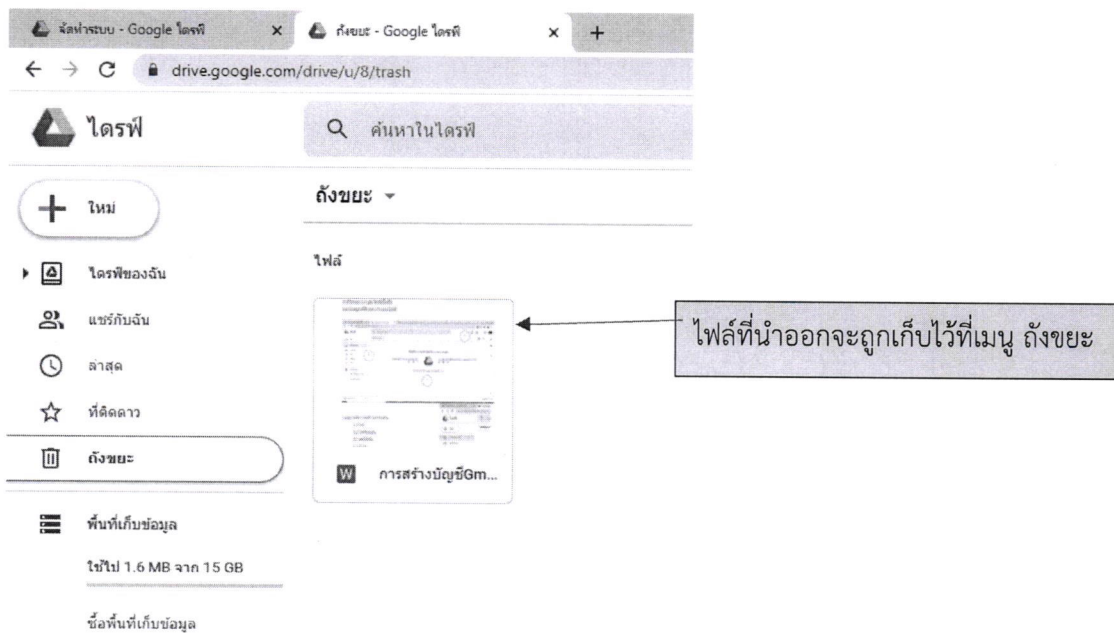 จัดทำระบบ - Google ไดรฟ์
ถังขยะ - Google ไดรฟ์
drive.google.com/drive/u/8/trash
ไดรฟ์
ค้นหาในไดรฟ์
ใหม่
ถังขยะ
ไดรฟ์ของฉัน
ไฟล์
แชร์กับฉัน
ไฟล์ที่นำออกจะถูกเก็บไว้ที่เมนู ถังขยะ
ล่าสุด
ที่ติดดาว
ถังขยะ
W การสร้างบัญชีGm...
พื้นที่เก็บข้อมูล
ใช้ไป 1.6 MB จาก 15 GB
ซื้อพื้นที่เก็บข้อมูล